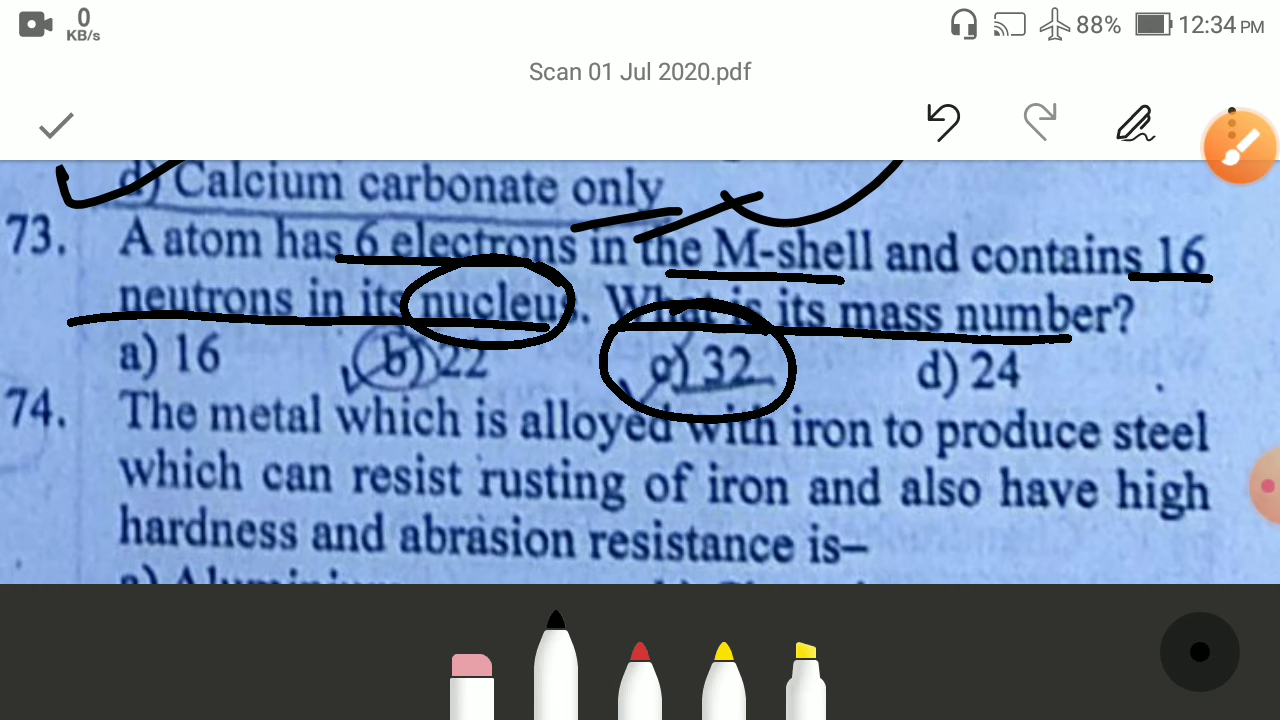 0
KB/s
88%
12:34 PM
Scan 01 Jul 2020.pdf
d) Calcium carbonate only
73. A atom has 6 electrons in the M-shell and contains 16
neutrons in its nucleus. What is its mass number?
a) 16 b) 22 c) 32 d) 24
74. The metal which is alloyed with iron to produce steel
which can resist rusting of iron and also have high
hardness and abrasion resistance is–